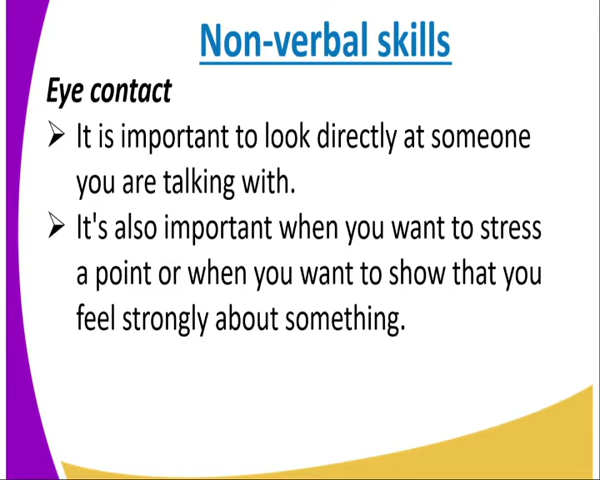 Non-verbal skills
Eye contact
➢ It is important to look directly at someone
you are talking with.
➢ It's also important when you want to stress
a point or when you want to show that you
feel strongly about something.